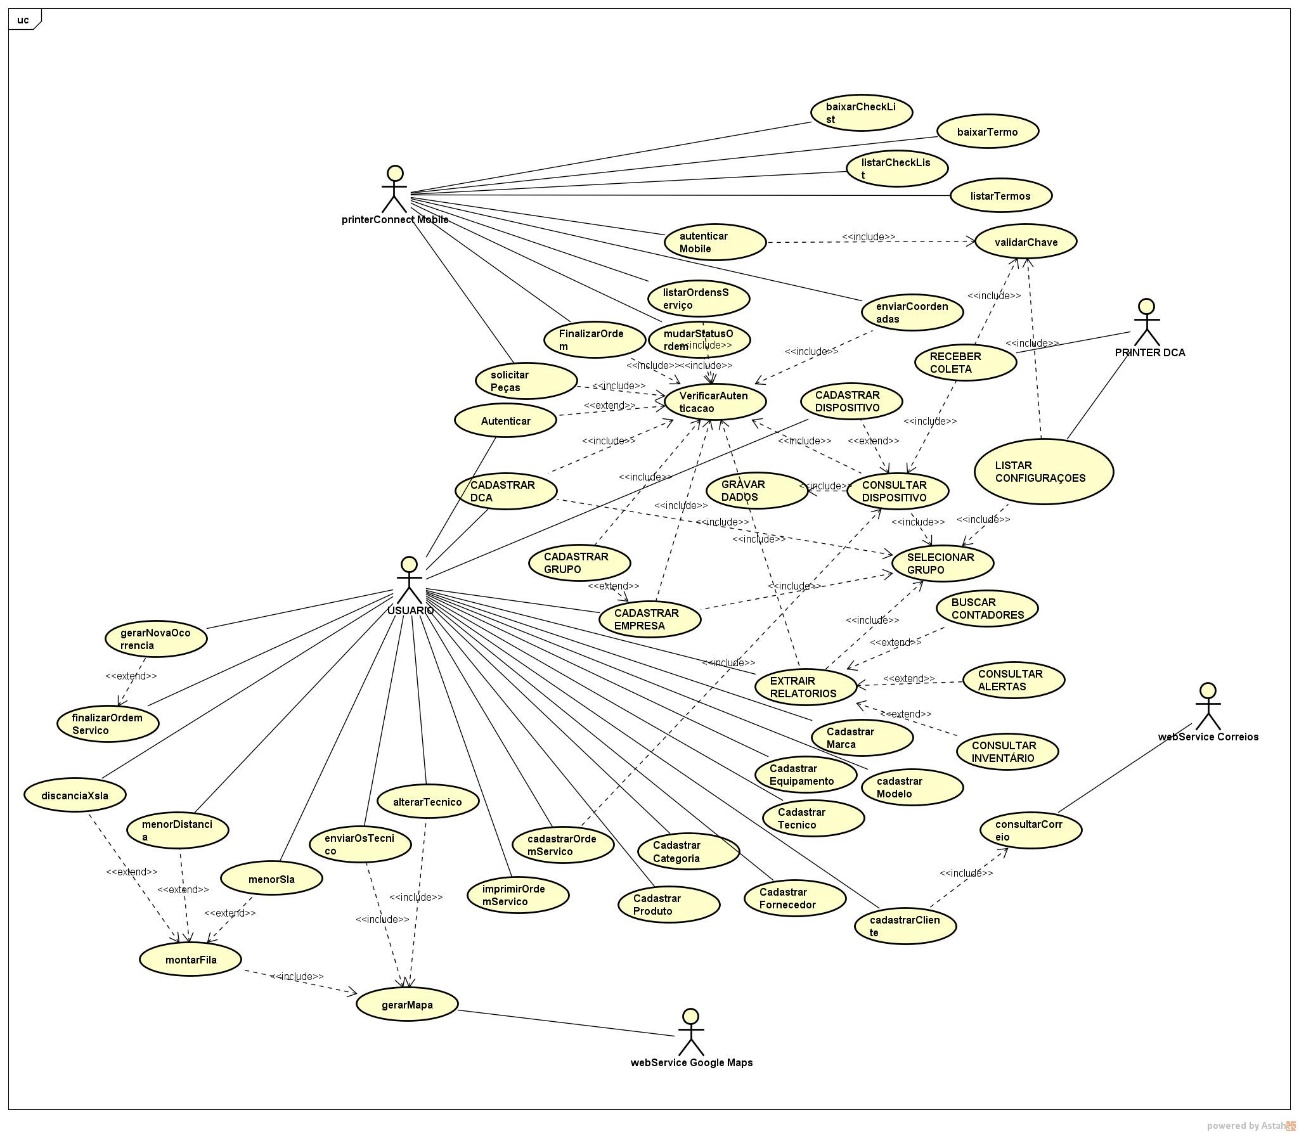 uc
baixarCheckLi
st
baixarTermo
listarCheckLis
t
listarTermos
printerConnect Mobile
autenticar
Mobile
<<include>>
validarChave
listarOrdensS
erviço
<<include>>
enviarCoorden
adas
FinalizarOrde
m
mudarStatusO
rdem
<<include>>
<<include>>
<<include>>
PRINTER DCA
RECEBER
COLETA
<<include>>
<<include>>
solicitar
Peças
<<include>>
VerificarAuten
ticacao
CADASTRAR
DISPOSITIVO
Autenticar
<<extend>>
<<include>>
<<include>>
<<include>>
<<extend>>
LISTAR
CONFIGURAÇOES
CADASTRAR
DCA
<<include>>
GRAVAR
DADOS
<<include>>
CONSULTAR
DISPOSITIVO
<<include>>
<<include>>
<<include>>
<<include>>
<<include>>
CADASTRAR
GRUPO
SELECIONAR
GRUPO
<<extend>>
<<include>>
USUARIO
CADASTRAR
EMPRESA
BUSCAR
CONTADORES
<<include>>
<<extend>>
gerarNovaOco
rrencia
<<extend>>
<<include>>
EXTRAIR
RELATORIOS
<<extend>>
CONSULTAR
ALERTAS
<<extend>>
finalizarOrdem
Servico
Cadastrar
Marca
CONSULTAR
INVENTÁRIO
webService Correios
discanciaXsla
Cadastrar
Equipamento
cadastrar
Modelo
alterarTecnico
Cadastrar
Tecnico
menorDistanci
a
enviarOsTecni
co
cadastrarOrde
mServico
Cadastrar
Categoria
consultarCorr
eio
<<extend>>
menorSla
<<extend>>
<<include>>
imprimirOrde
mServico
Cadastrar
Produto
Cadastrar
Fornecedor
<<include>>
<<extend>>
<<include>>
cadastrarClien
te
montarFila
<<include>>
gerarMapa
webService Google Maps
powered by Astah